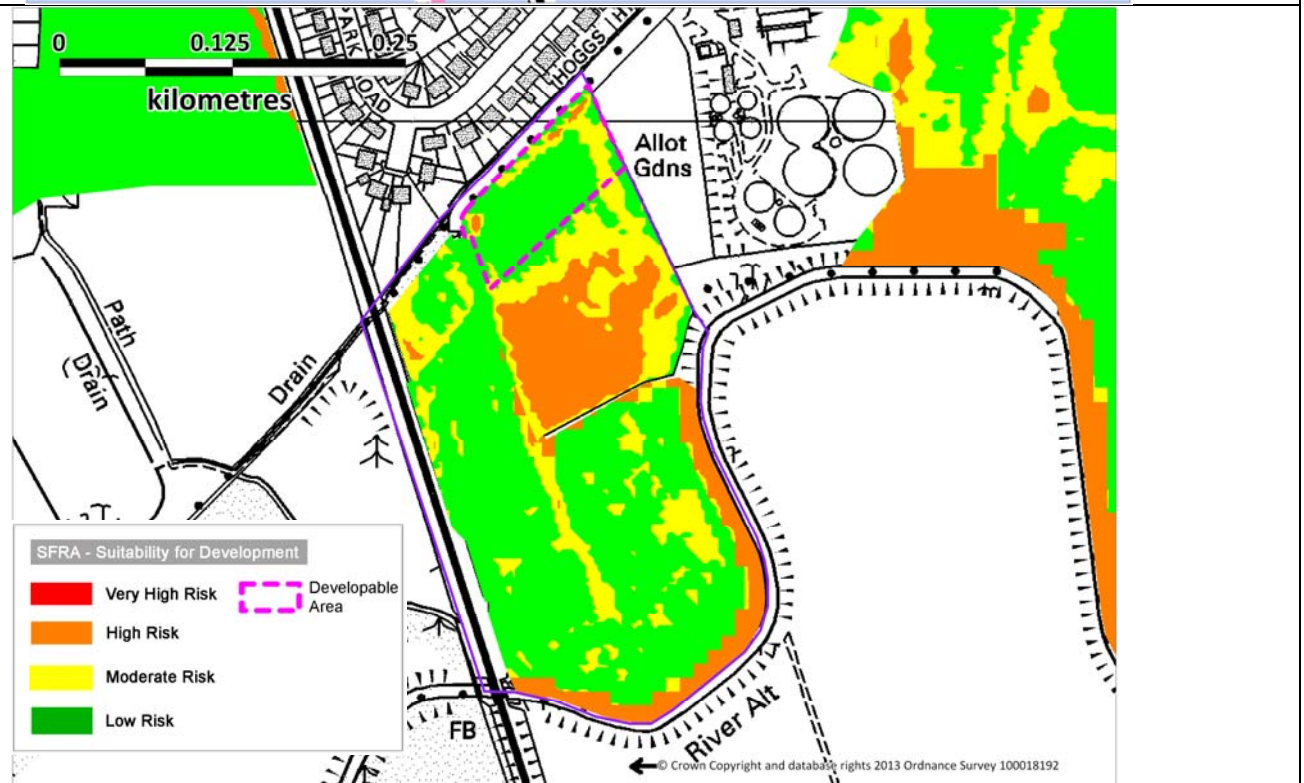 0 0.125 0.25
kilometres
PARK
ROAD
HOGGS
Allot
Gdns
Path
Drain
Drain
SFRA - Suitability for Development
Very High Risk
High Risk
Moderate Risk
Low Risk
Developable
Area
FB
River Alt
© Crown Copyright and database rights 2013 Ordnance Survey 100018192